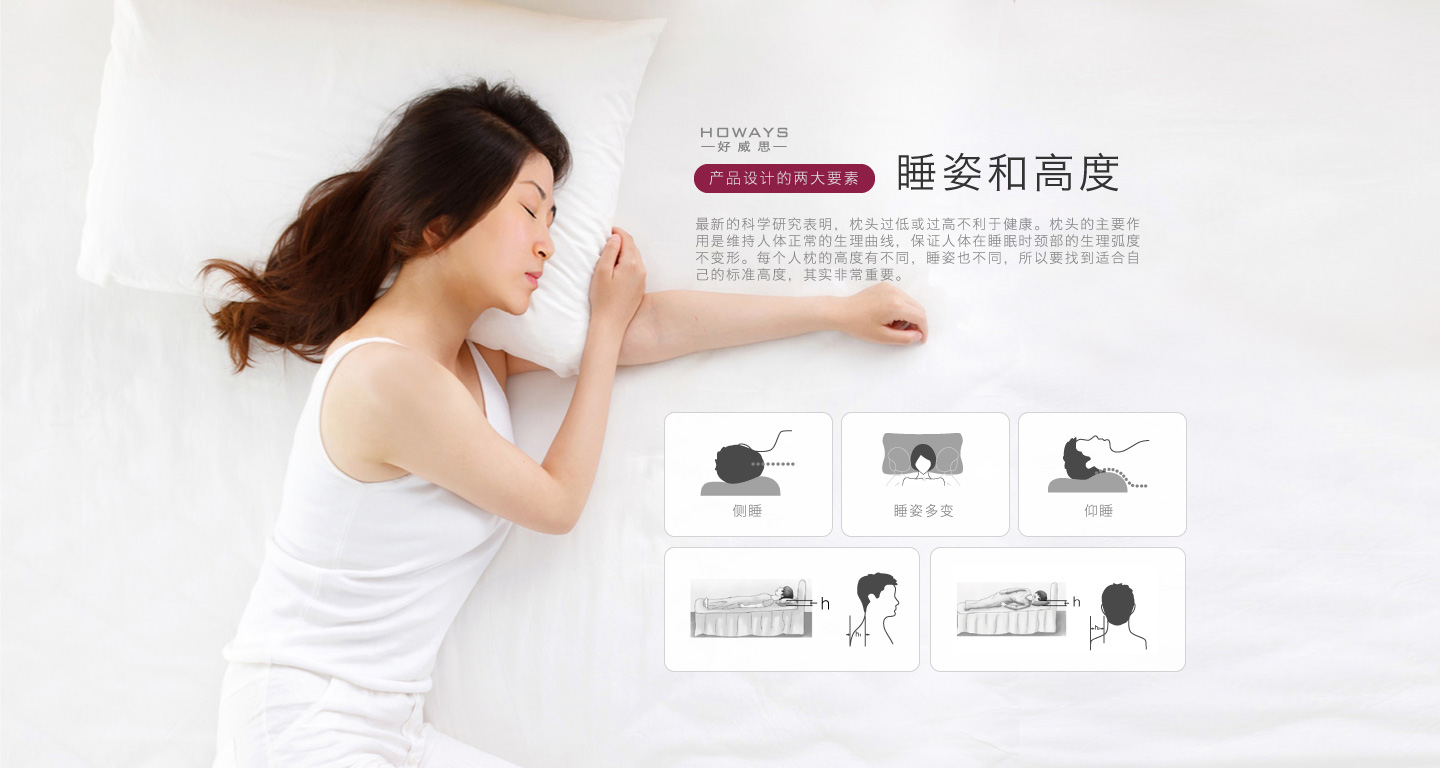 HOWAYS
—好威思—
产品设计的两大要素
睡姿和高度
最新的科学研究表明，枕头过低或过高不利于健康。枕头的主要作
用是维持人体正常的生理曲线，保证人体在睡眠时颈部的生理弧度
不变形。每个人枕的高度有不同，睡姿也不同，所以要找到适合自
己的标准高度，其实非常重要。
侧睡
睡姿多变
仰睡
h
h
h
h